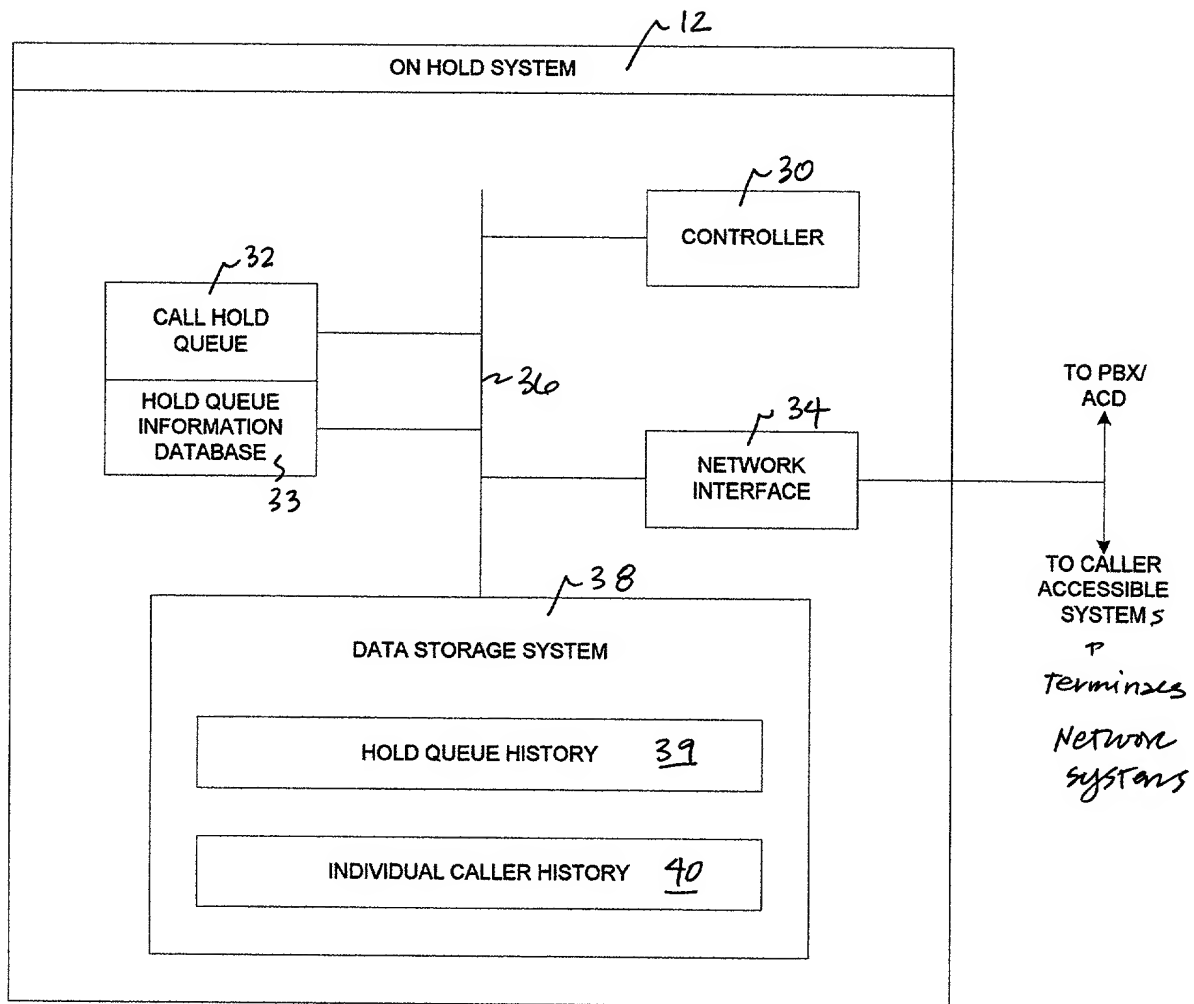 12
ON HOLD SYSTEM
30
CONTROLLER
32
CALL HOLD
QUEUE
36
HOLD QUEUE
INFORMATION
DATABASE
33
34
NETWORK
INTERFACE
TO PBX/
ACD
TO CALLER
ACCESSIBLE
SYSTEMS
38
DATA STORAGE SYSTEM
HOLD QUEUE HISTORY 39
INDIVIDUAL CALLER HISTORY 40
Network
systems